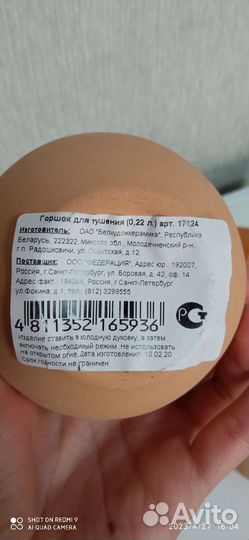 Горшок для тушения (0,22 л.) арт. 17124
Изготовитель: ОАО "Белхудожкерамика", Республика
Беларусь, 222322, Минская обл., Молодечненский р-н,
г.п. Радошковичи, ул. Советская, д.12
Поставщик: ООО "ФЕДЕРАЦИЯ", Адрес юр.: 192007,
Россия, г.Санкт-Петербург, ул. Боровая, д. 42, оф. 14
Адрес факт.: 194044, Россия, г.Санкт-Петербург
ул.Фокина, д.1, тел. (812) 3299555
4 811352 165936
Изделие ставить в холодную духовку, а затем
включать необходимый режим. Не использовать
на открытом огне. Дата изготовления: 10.02.20
Срок годности не ограничен
SHOT ON REDMI 9
AI QUAD CAMERA
Avito
2023/4/27 16:04